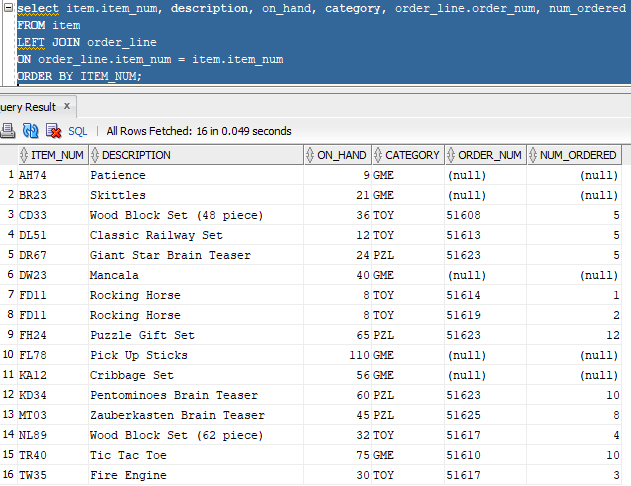 select item.item_num, description, on_hand, category, order_line.order_num, num_ordered
FROM item
LEFT JOIN order_line
ON order_line.item_num = item.item_num
ORDER BY ITEM_NUM;
uery Result x
SQL | All Rows Fetched: 16 in 0.049 seconds
ITEM_NUM DESCRIPTION ON_HAND CATEGORY ORDER_NUM NUM_ORDERED
1 AH74 Patience 9 GME (null) (null)
2 BR23 Skittles 21 GME (null) (null)
3 CD33 Wood Block Set (48 piece) 36 TOY 51608 5
4 DL51 Classic Railway Set 12 TOY 51613 5
5 DR67 Giant Star Brain Teaser 24 PZL 51623 5
6 DW23 Mancala 40 GME (null) (null)
7 FD11 Rocking Horse 8 TOY 51614 1
8 FD11 Rocking Horse 8 TOY 51619 2
9 FH24 Puzzle Gift Set 65 PZL 51623 12
10 FL78 Pick Up Sticks 110 GME (null) (null)
11 KA12 Cribbage Set 56 GME (null) (null)
12 KD34 Pentominoes Brain Teaser 60 PZL 51623 10
13 MT03 Zauberkasten Brain Teaser 45 PZL 51625 8
14 NL89 Wood Block Set (62 piece) 32 TOY 51617 4
15 TR40 Tic Tac Toe 75 GME 51610 10
16 TW35 Fire Engine 30 TOY 51617 3